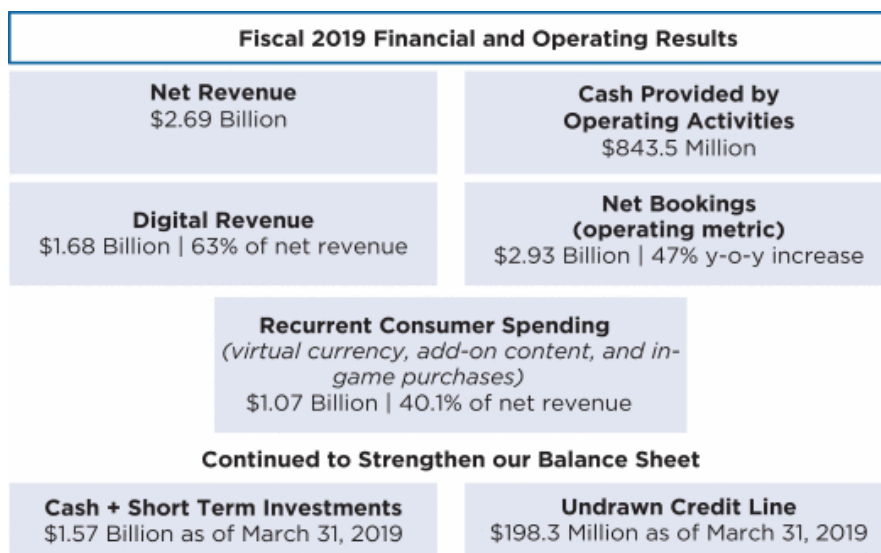 Fiscal 2019 Financial and Operating Results
Net Revenue
$2.69 Billion
Cash Provided by
Operating Activities
$843.5 Million
Digital Revenue
$1.68 Billion | 63% of net revenue
Net Bookings
(operating metric)
$2.93 Billion | 47% y-o-y increase
Recurrent Consumer Spending
(virtual currency, add-on content, and in-
game purchases)
$1.07 Billion | 40.1% of net revenue
Continued to Strengthen our Balance Sheet
Cash + Short Term Investments
$1.57 Billion as of March 31, 2019
Undrawn Credit Line
$198.3 Million as of March 31, 2019